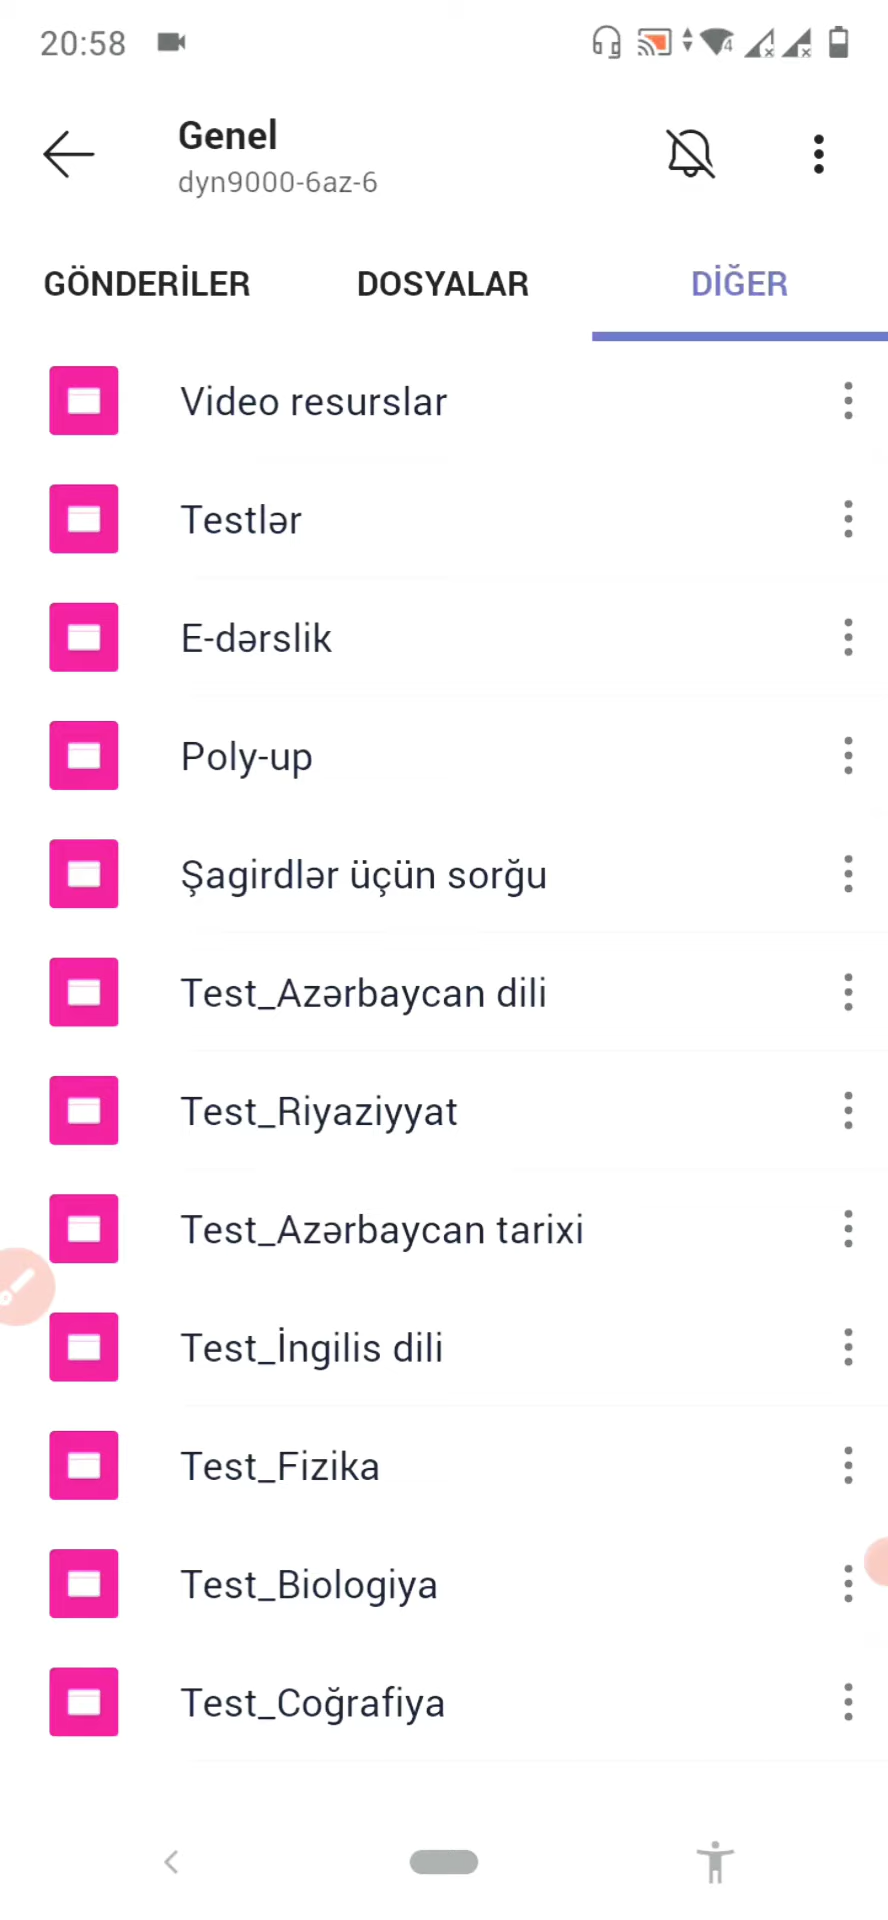 20:58
4
Genel
dyn9000-6az-6
GÖNDERİLER
DOSYALAR
DİĞER
Video resurslar
Testlər
E-dərslik
Poly-up
Şagirdlər üçün sorğu
Test_Azərbaycan dili
Test_Riyaziyyat
Test_Azərbaycan tarixi
Test_İngilis dili
Test_Fizika
Test_Biologiya
Test_Coğrafiya